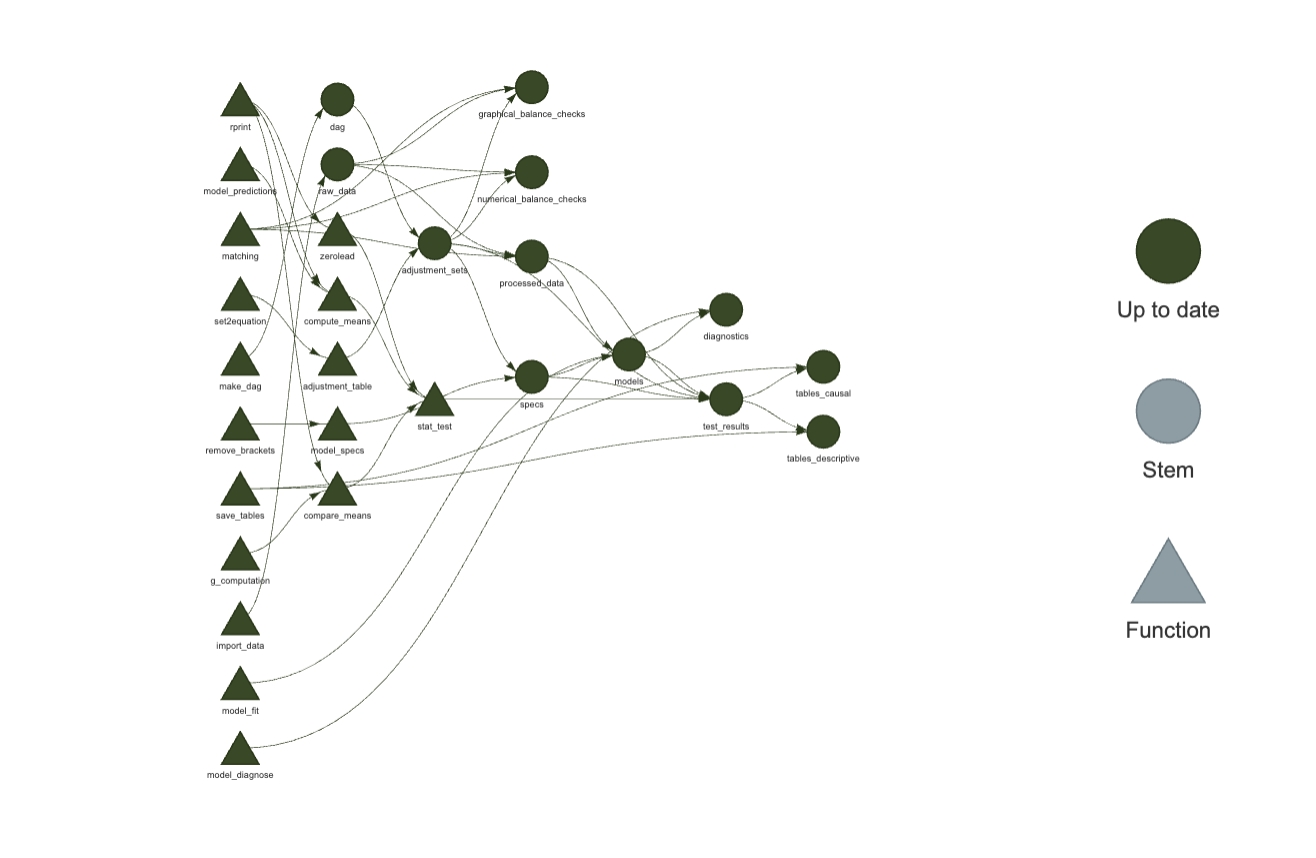 rprint
model_predictions
matching
set2equation
make_dag
remove_brackets
save_tables
g_computation
import_data
model_fit
model_diagnose
dag
raw_data
zerolead
compute_means
adjustment_table
model_specs
compare_means
adjustment_sets
stat_test
graphical_balance_checks
numerical_balance_checks
processed_data
specs
models
diagnostics
test_results
tables_causal
tables_descriptive
Up to date
Stem
Function